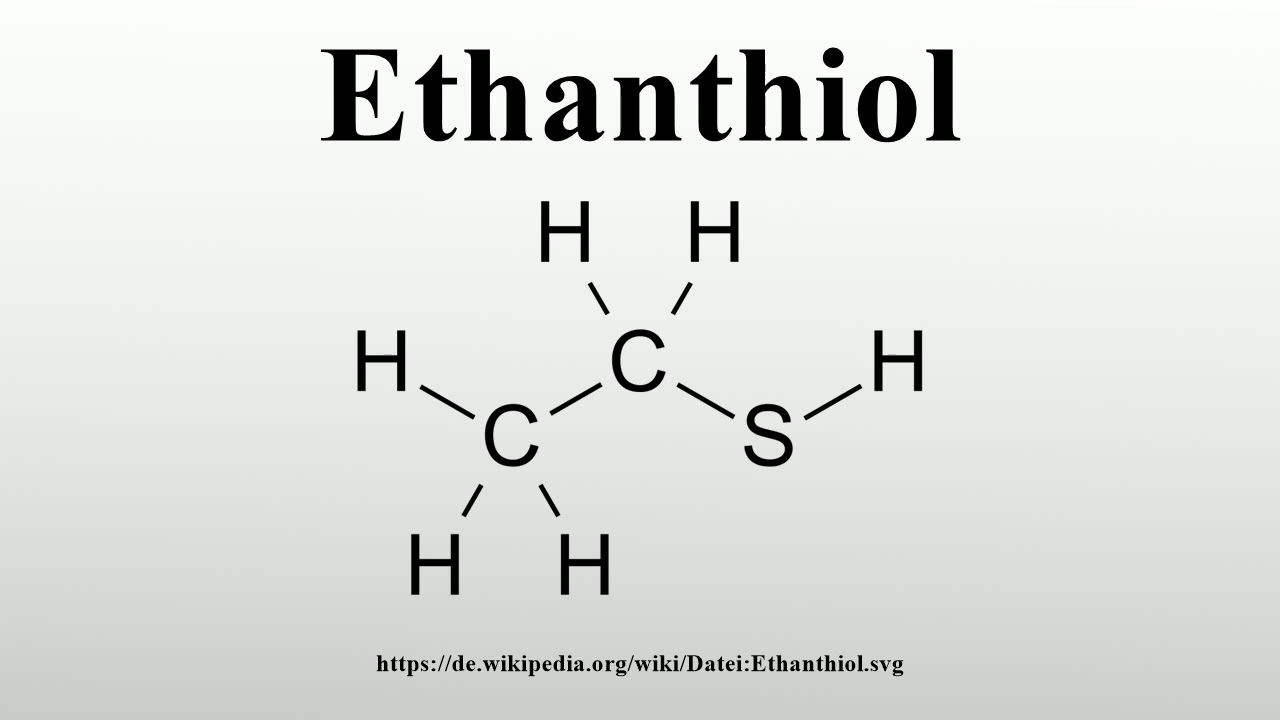 Ethanthiol
H H
H C H
C S
H H
https://de.wikipedia.org/wiki/Datei:Ethanthiol.svg